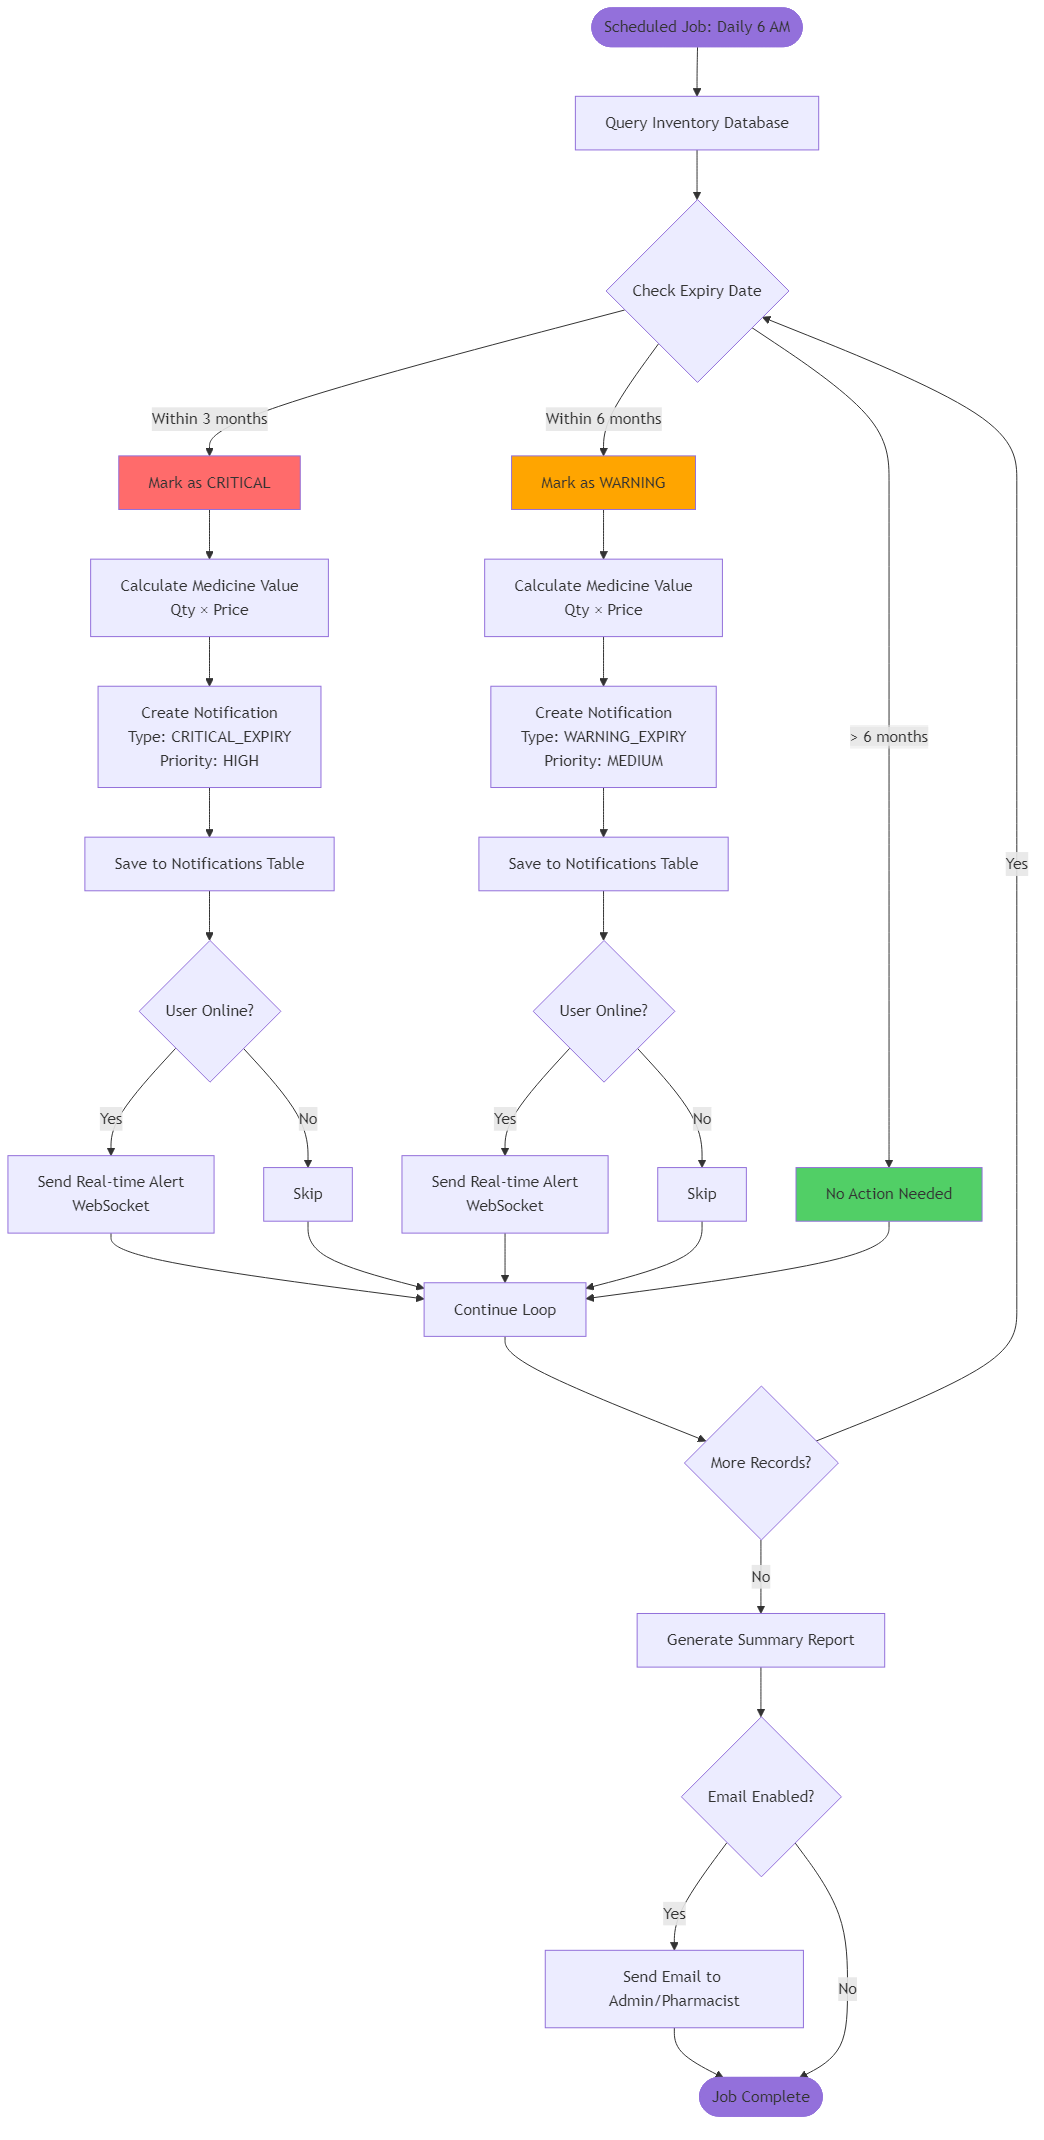 Scheduled Job: Daily 6 AM
Query Inventory Database
Check Expiry Date
Within 3 months
Within 6 months
Mark as CRITICAL
Mark as WARNING
Calculate Medicine Value
Qty × Price
Calculate Medicine Value
Qty × Price
Create Notification
Type: CRITICAL_EXPIRY
Priority: HIGH
Create Notification
Type: WARNING_EXPIRY
Priority: MEDIUM
> 6 months
Save to Notifications Table
Save to Notifications Table
Yes
User Online?
User Online?
Yes
No
Yes
No
Send Real-time Alert
WebSocket
Skip
Send Real-time Alert
WebSocket
Skip
No Action Needed
Continue Loop
More Records?
No
Generate Summary Report
Email Enabled?
Yes
Send Email to
Admin/Pharmacist
No
Job Complete